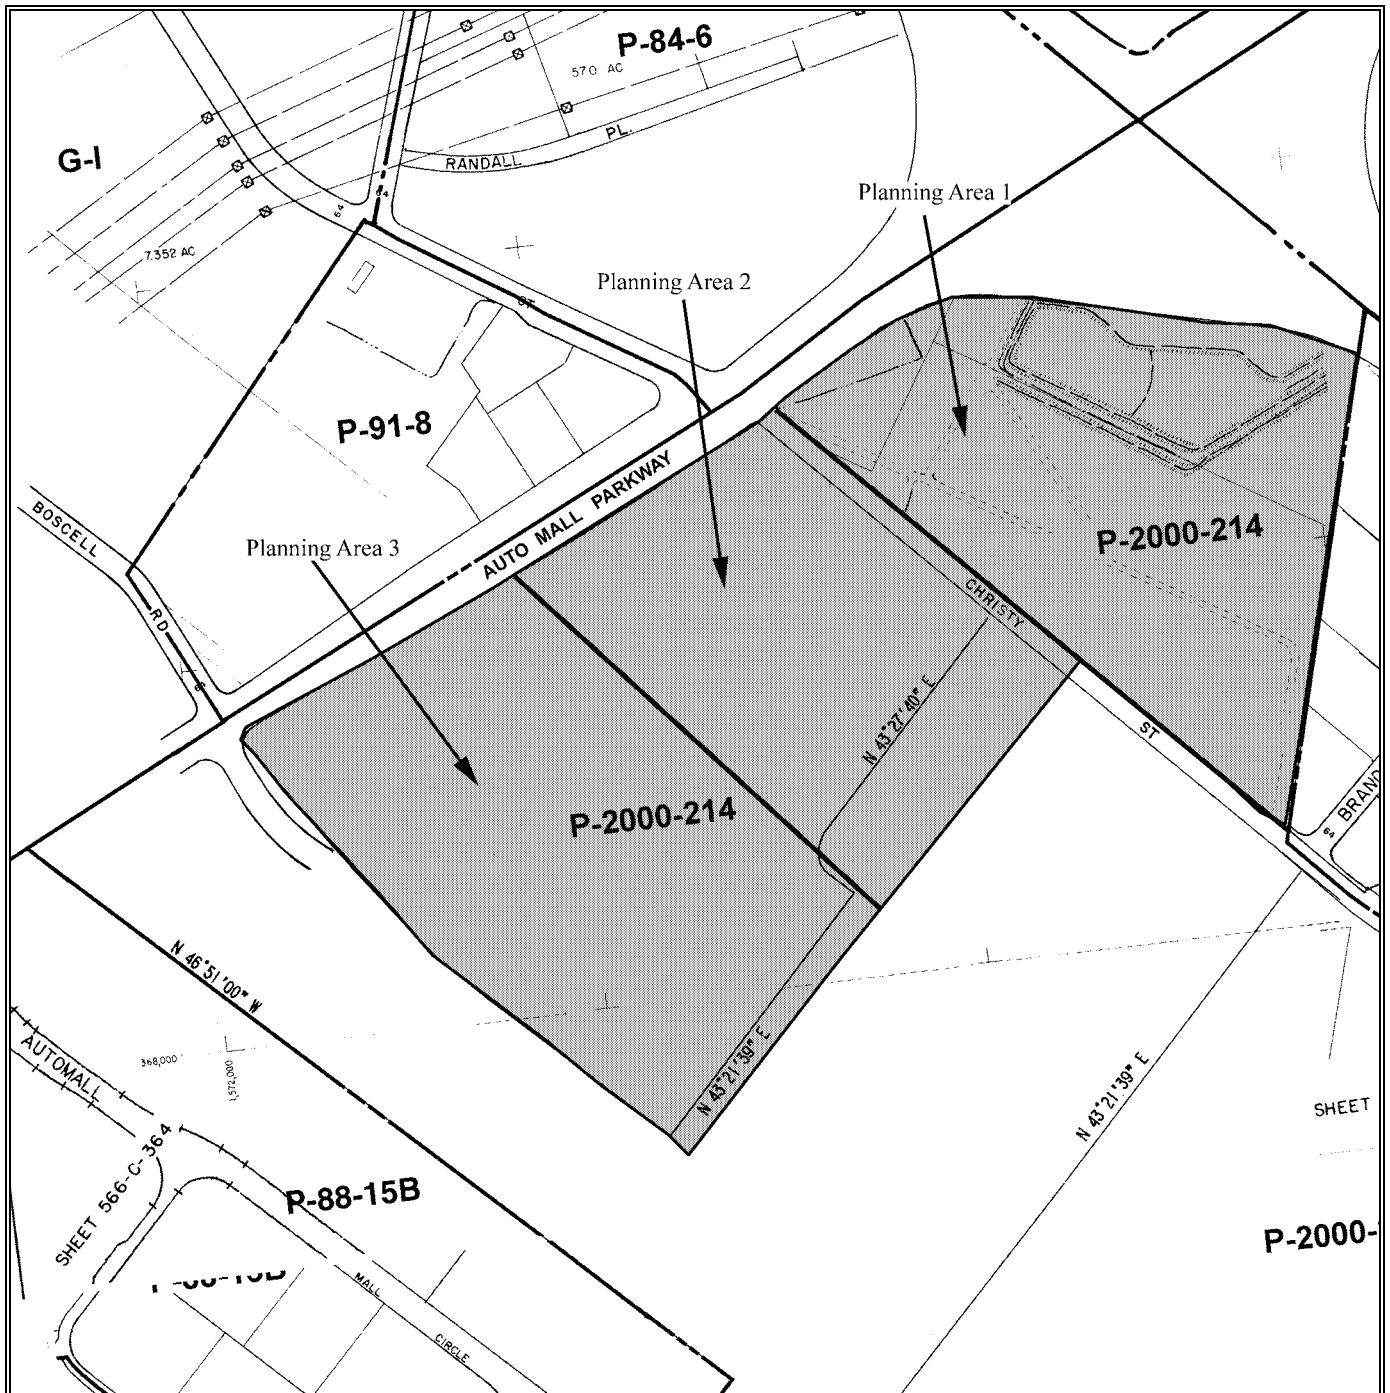 P-84-6
570 AC
G-I
RANDALL PL.
64
64
Planning Area 1
7.352 AC
Planning Area 2
ST
P-91-8
AUTO MALL PARKWAY
BOSCELL RD
Planning Area 3
P-2000-214
CHRISTY ST
N 43°27'40" E
P-2000-214
BRAND
64
N 46°51'00" W
368,000
1,572,000
AUTOMALL
N 43°21'39" E
N 43°21'39" E
SHEET
SHEET 566-C-364
P-88-15B
P-2000-
MALL CIRCLE